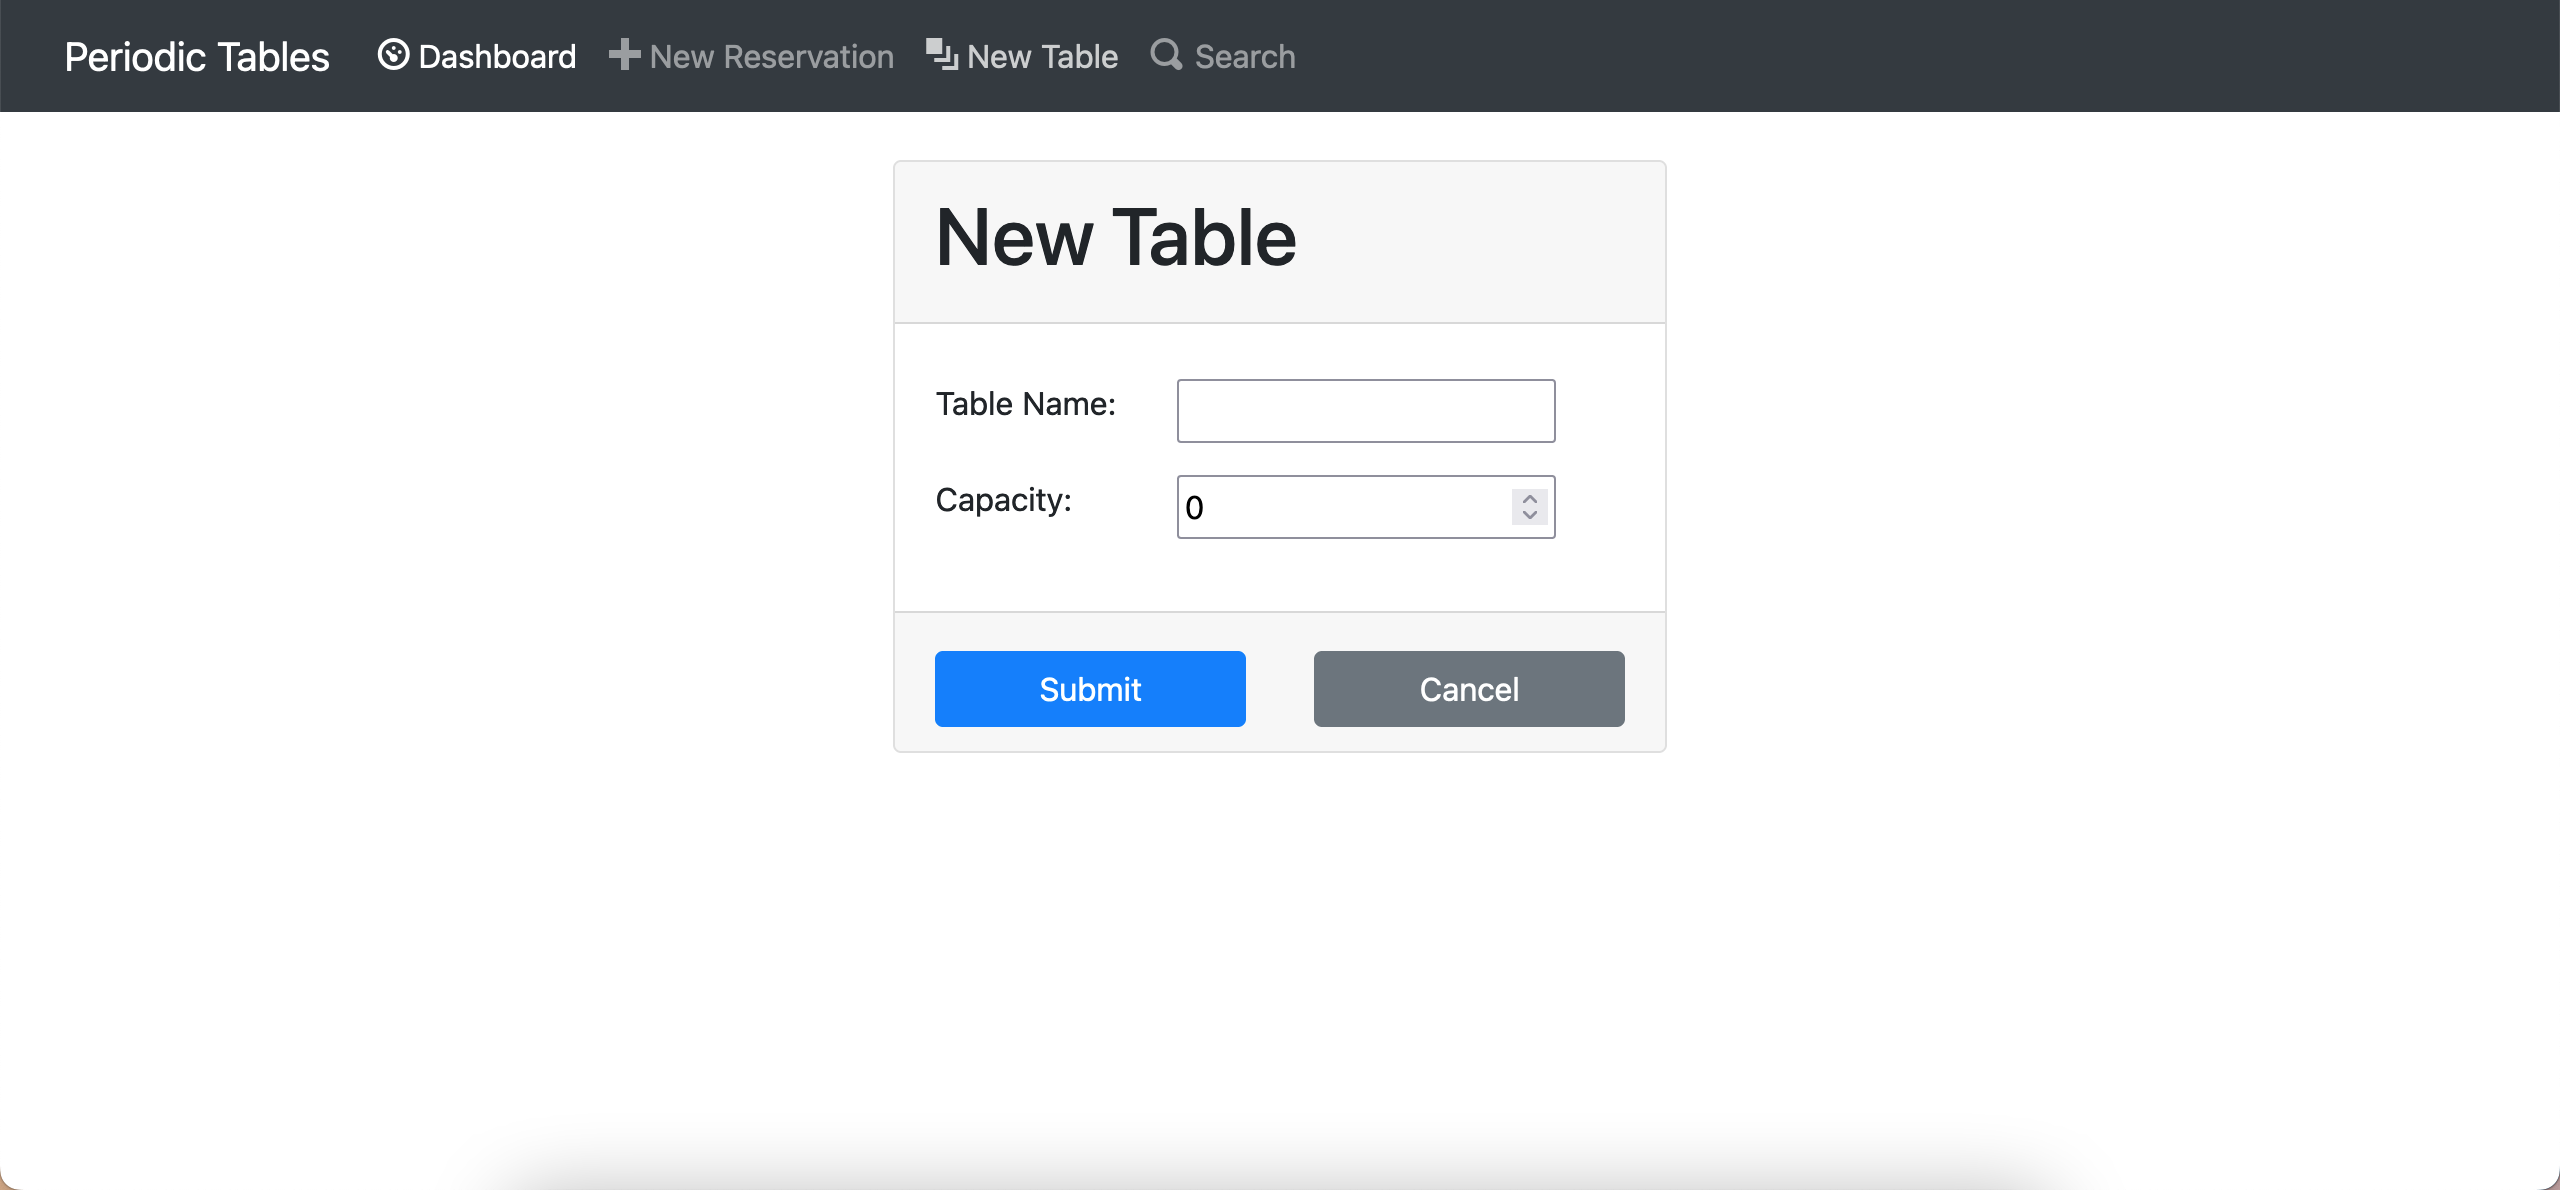 Periodic Tables Dashboard New Reservation New Table Search
New Table
Table Name:
Capacity: 0
Submit Cancel